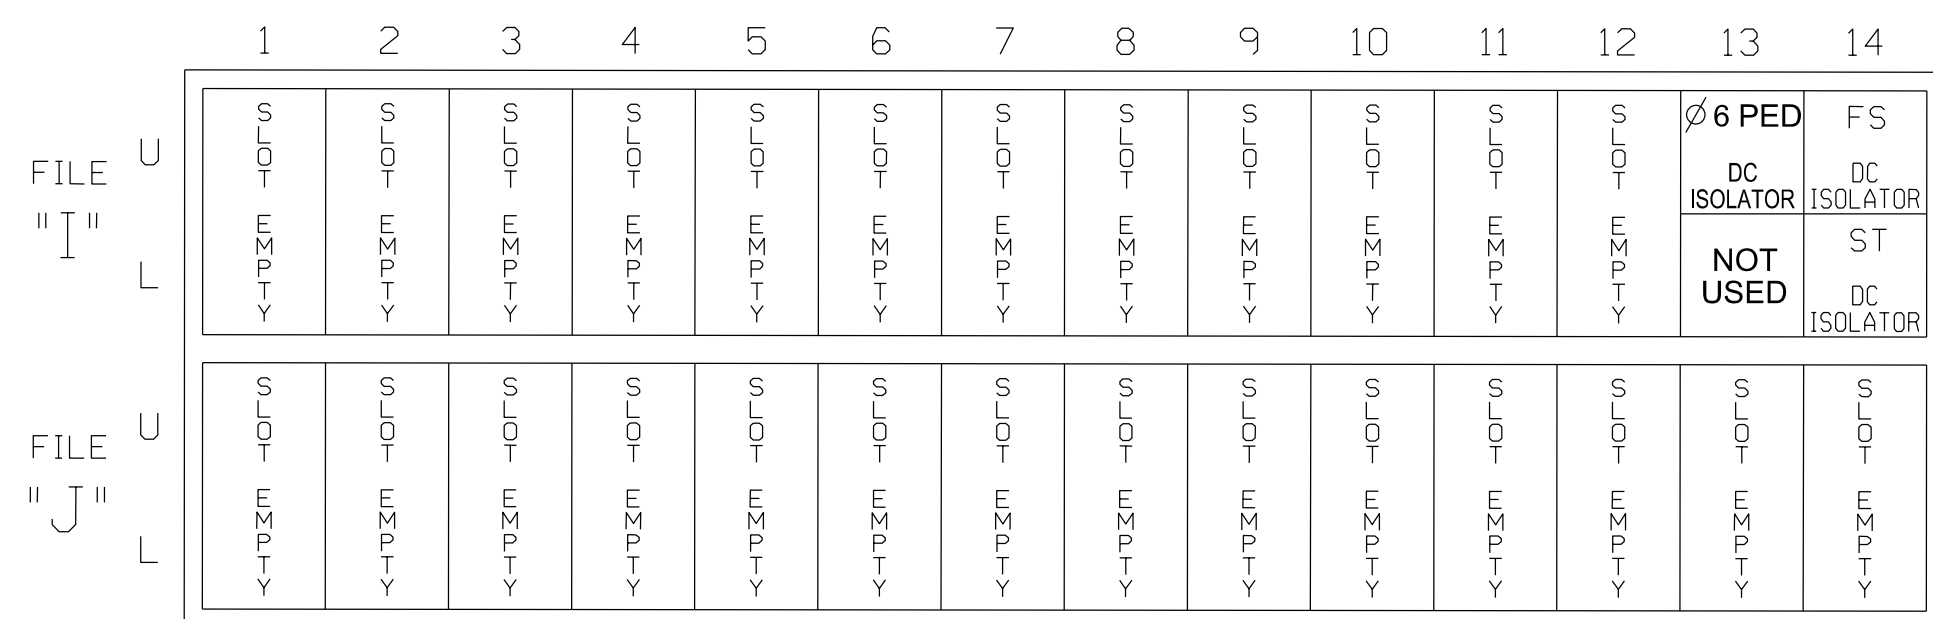 1 2 3 4 5 6 7 8 9 10 11 12 13 14
FILE
"I"
U
L
SLOT EMPTY
SLOT EMPTY
SLOT EMPTY
SLOT EMPTY
SLOT EMPTY
SLOT EMPTY
SLOT EMPTY
SLOT EMPTY
SLOT EMPTY
SLOT EMPTY
SLOT EMPTY
SLOT EMPTY
Ø 6 PED
DC
ISOLATOR
NOT
USED
FS
DC
ISOLATOR
ST
DC
ISOLATOR
FILE
"J"
U
L
SLOT EMPTY
SLOT EMPTY
SLOT EMPTY
SLOT EMPTY
SLOT EMPTY
SLOT EMPTY
SLOT EMPTY
SLOT EMPTY
SLOT EMPTY
SLOT EMPTY
SLOT EMPTY
SLOT EMPTY
SLOT EMPTY
SLOT EMPTY